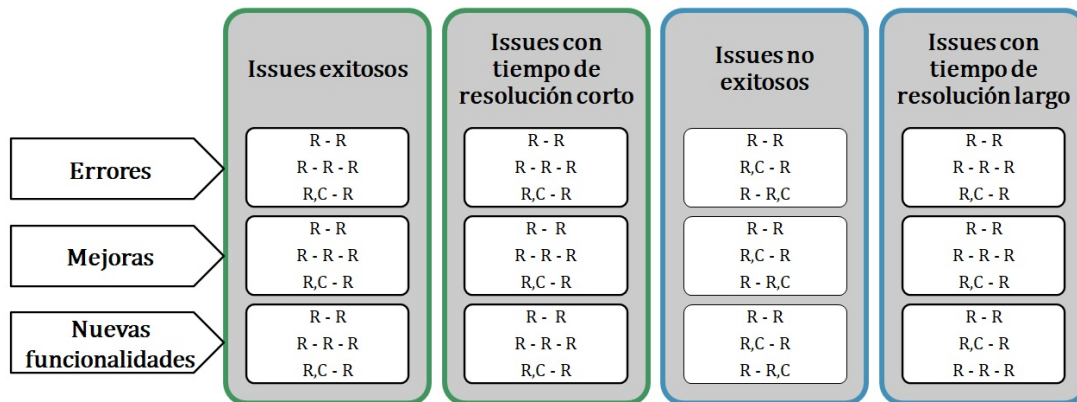 Issues exitosos
Issues con
tiempo de
resolución corto
Issues no
exitosos
Issues con
tiempo de
resolución largo
Errores
R - R
R - R - R
R,C - R
R - R
R - R - R
R,C - R
R - R
R,C - R
R - R,C
R - R
R - R - R
R,C - R
Mejoras
R - R
R - R - R
R,C - R
R - R
R - R - R
R,C - R
R - R
R,C - R
R - R,C
R - R
R - R - R
R,C - R
Nuevas
funcionalidades
R - R
R - R - R
R,C - R
R - R
R - R - R
R,C - R
R - R
R,C - R
R - R,C
R - R
R,C - R
R - R - R